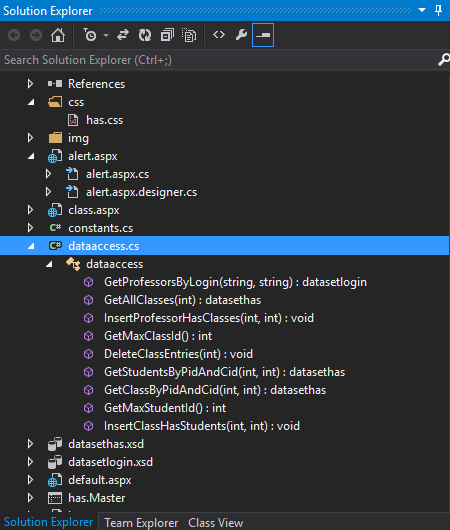 Solution Explorer
Search Solution Explorer (Ctrl+;)
References
css
has.css
img
alert.aspx
alert.aspx.cs
alert.aspx.designer.cs
class.aspx
C# constants.cs
C# dataaccess.cs
dataaccess
GetProfessorsByLogin(string, string) : datasetlogin
GetAllClasses(int) : datasethas
InsertProfessorHasClasses(int, int) : void
GetMaxClassId() : int
DeleteClassEntries(int) : void
GetStudentsByPidAndCid(int, int) : datasethas
GetClassByPidAndCid(int, int) : datasethas
GetMaxStudentId() : int
InsertClassHasStudents(int, int) : void
datasethas.xsd
datasetlogin.xsd
default.aspx
has.Master
Solution Explorer Team Explorer Class View